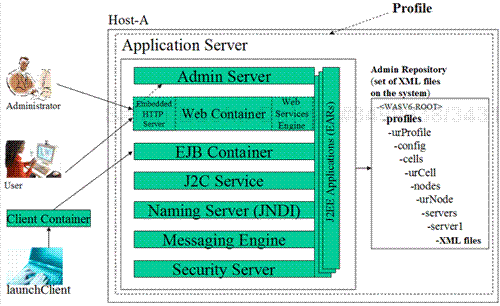 Profile
Host-A
Application Server
Admin Server
Administrator
Embedded
HTTP
Server
Web Container
Web
Services
Engine
User
EJB Container
J2C Service
Client Container
Naming Server (JNDI)
Messaging Engine
launchClient
Security Server
J2EE Applications (EARs)
Admin Repository
(set of XML files
on the system)
-<WASV6:ROOT>
-profiles
-urProfile
-config
-cells
-urCell
-nodes
-urNode
-servers
-server1
-XML files